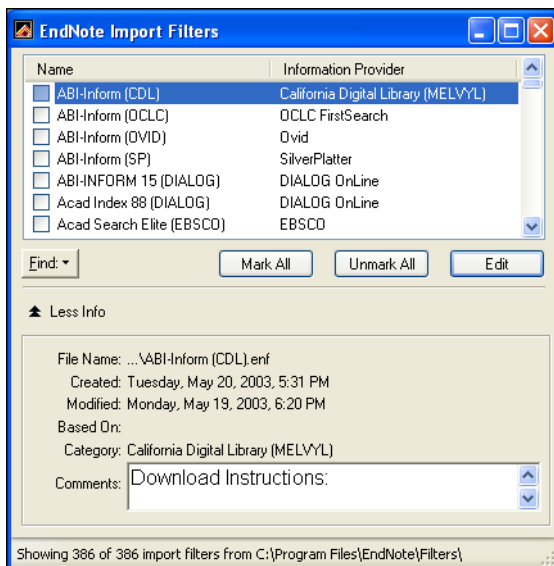 EndNote Import Filters
Name Information Provider
ABI-Inform (CDL) California Digital Library (MELVYL)
ABI-Inform (OCLC) OCLC FirstSearch
ABI-Inform (OVID) Ovid
ABI-Inform (SP) SilverPlatter
ABI-INFORM 15 (DIALOG) DIALOG OnLine
Acad Index 88 (DIALOG) DIALOG OnLine
Acad Search Elite (EBSCO) EBSCO
Find: Mark All Unmark All Edit
Less Info
File Name: ...\ABI-Inform (CDL).enf
Created: Tuesday, May 20, 2003, 5:31 PM
Modified: Monday, May 19, 2003, 6:20 PM
Based On:
Category: California Digital Library (MELVYL)
Comments: Download Instructions:
Showing 386 of 386 import filters from C:\Program Files\EndNote\Filters\